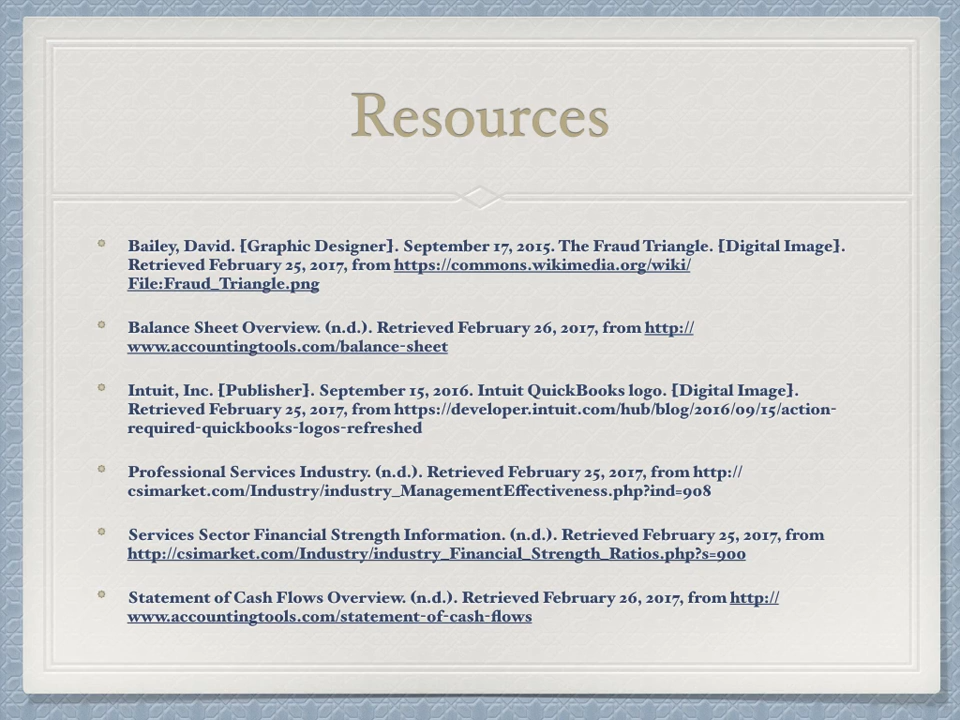 Resources
Bailey, David. [Graphic Designer]. September 17, 2015. The Fraud Triangle. [Digital Image].
Retrieved February 25, 2017, from https://commons.wikimedia.org/wiki/
File:Fraud_Triangle.png
Balance Sheet Overview. (n.d.). Retrieved February 26, 2017, from http://
www.accountingtools.com/balance-sheet
Intuit, Inc. [Publisher]. September 15, 2016. Intuit QuickBooks logo. [Digital Image].
Retrieved February 25, 2017, from https://developer.intuit.com/hub/blog/2016/09/15/action-
required-quickbooks-logos-refreshed
Professional Services Industry. (n.d.). Retrieved February 25, 2017, from http://
csimarket.com/Industry/industry_ManagementEffectiveness.php?ind=908
Services Sector Financial Strength Information. (n.d.). Retrieved February 25, 2017, from
http://csimarket.com/Industry/industry_Financial_Strength_Ratios.php?s=900
Statement of Cash Flows Overview. (n.d.). Retrieved February 26, 2017, from http://
www.accountingtools.com/statement-of-cash-flows